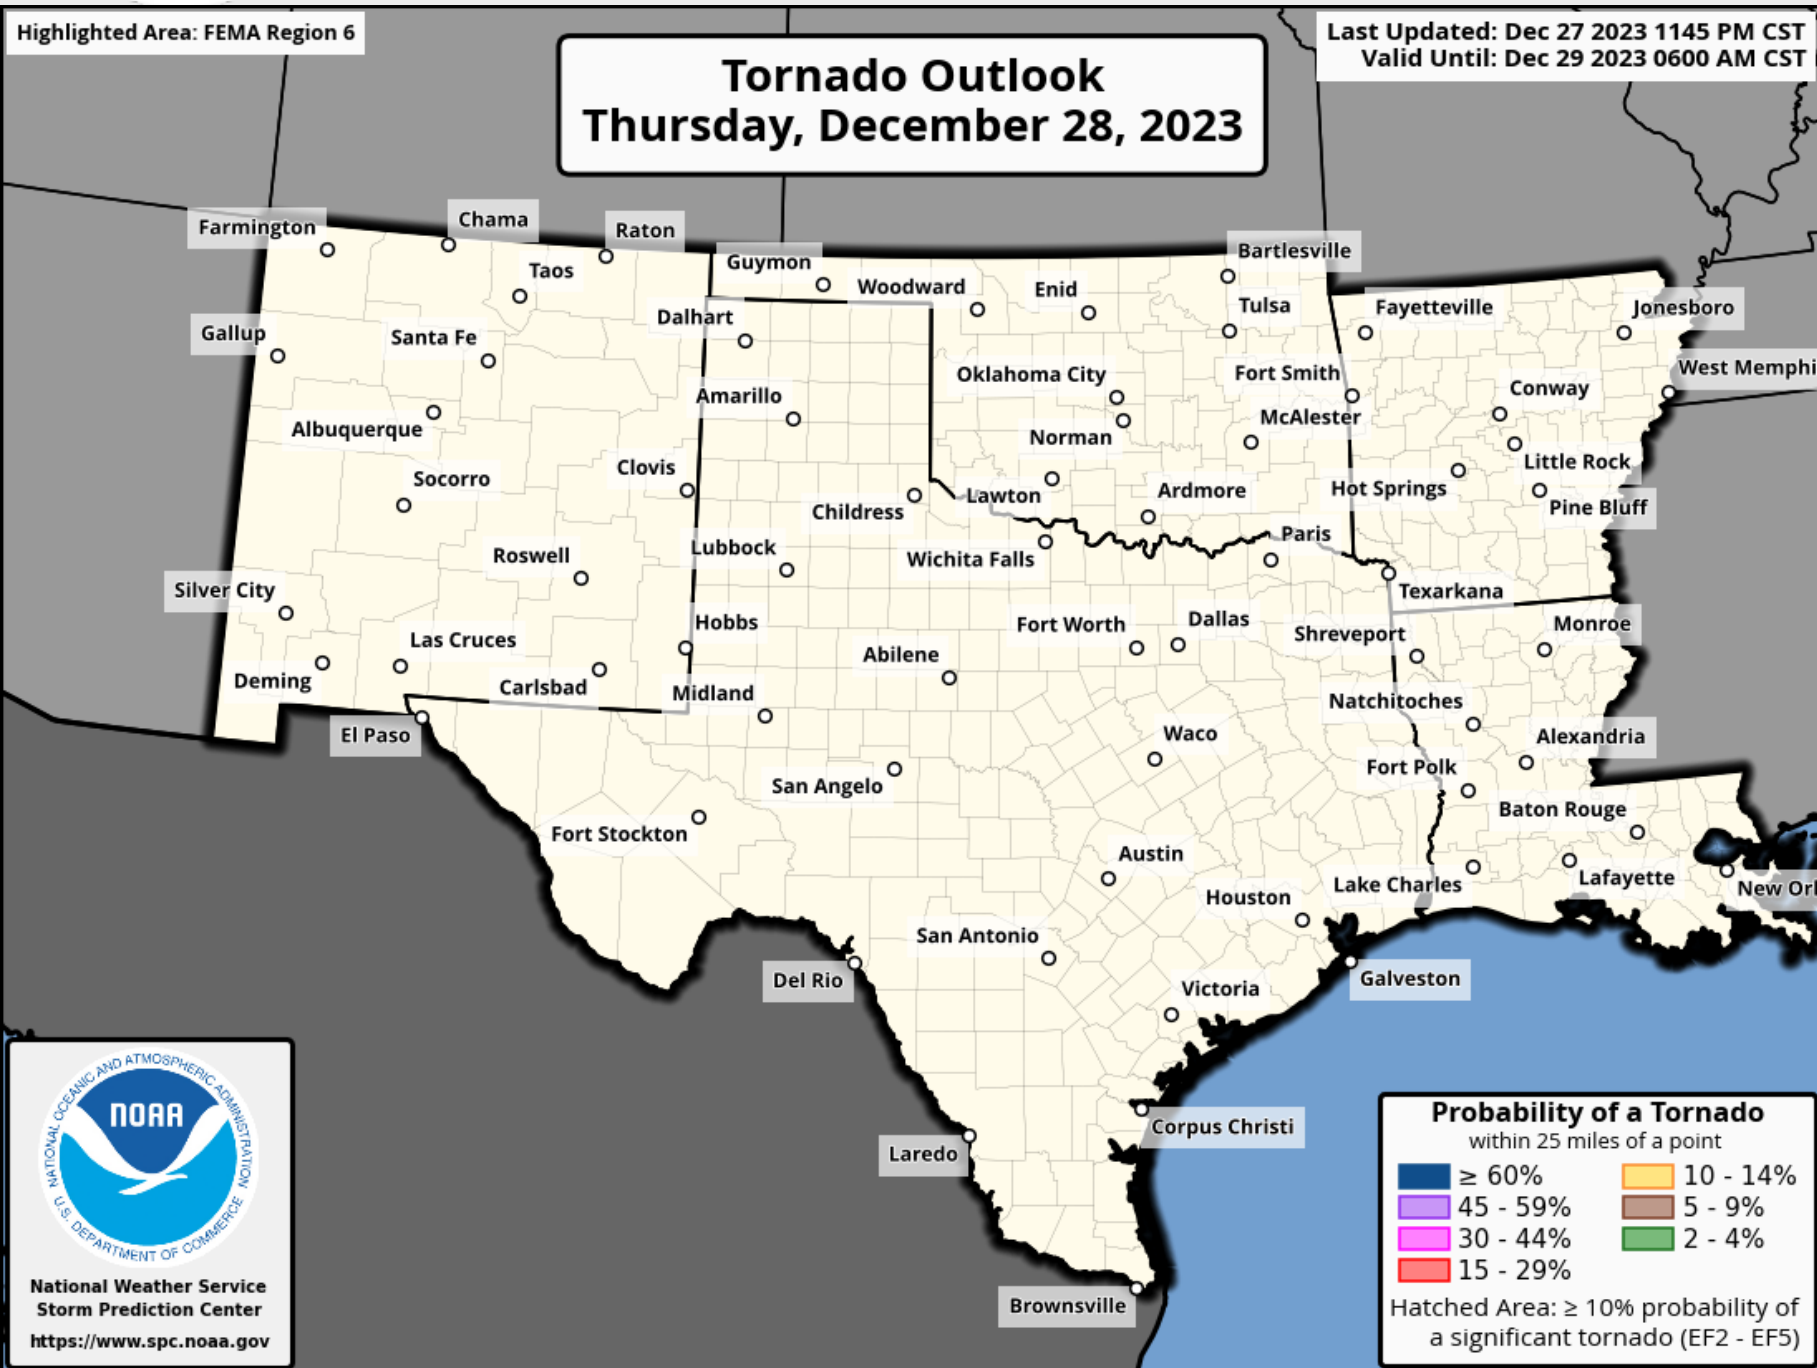 Highlighted Area: FEMA Region 6
Last Updated: Dec 27 2023 1145 PM CST
Valid Until: Dec 29 2023 0600 AM CST
Tornado Outlook
Thursday, December 28, 2023
Farmington
Chama
Raton
Taos
Guymon
Woodward
Enid
Bartlesville
Tulsa
Fayetteville
Jonesboro
Gallup
Santa Fe
Dalhart
West Memphi
Oklahoma City
Fort Smith
Conway
Amarillo
Albuquerque
Norman
McAlester
Little Rock
Socorro
Clovis
Childress
Lawton
Ardmore
Hot Springs
Pine Bluff
Roswell
Lubbock
Wichita Falls
Paris
Silver City
Texarkana
Las Cruces
Hobbs
Fort Worth
Dallas
Shreveport
Monroe
Deming
Carlsbad
Midland
Abilene
Natchitoches
El Paso
Waco
Alexandria
San Angelo
Fort Polk
Fort Stockton
Baton Rouge
Austin
Houston
Lake Charles
Lafayette
New Orl
San Antonio
Del Rio
Victoria
Galveston
Corpus Christi
Laredo
Brownsville
NATIONAL OCEANIC AND ATMOSPHERIC ADMINISTRATION
NOAA
U.S. DEPARTMENT OF COMMERCE
National Weather Service
Storm Prediction Center
https://www.spc.noaa.gov
Probability of a Tornado
within 25 miles of a point
≥ 60% 10 - 14%
45 - 59% 5 - 9%
30 - 44% 2 - 4%
15 - 29%
Hatched Area: ≥ 10% probability of
a significant tornado (EF2 - EF5)